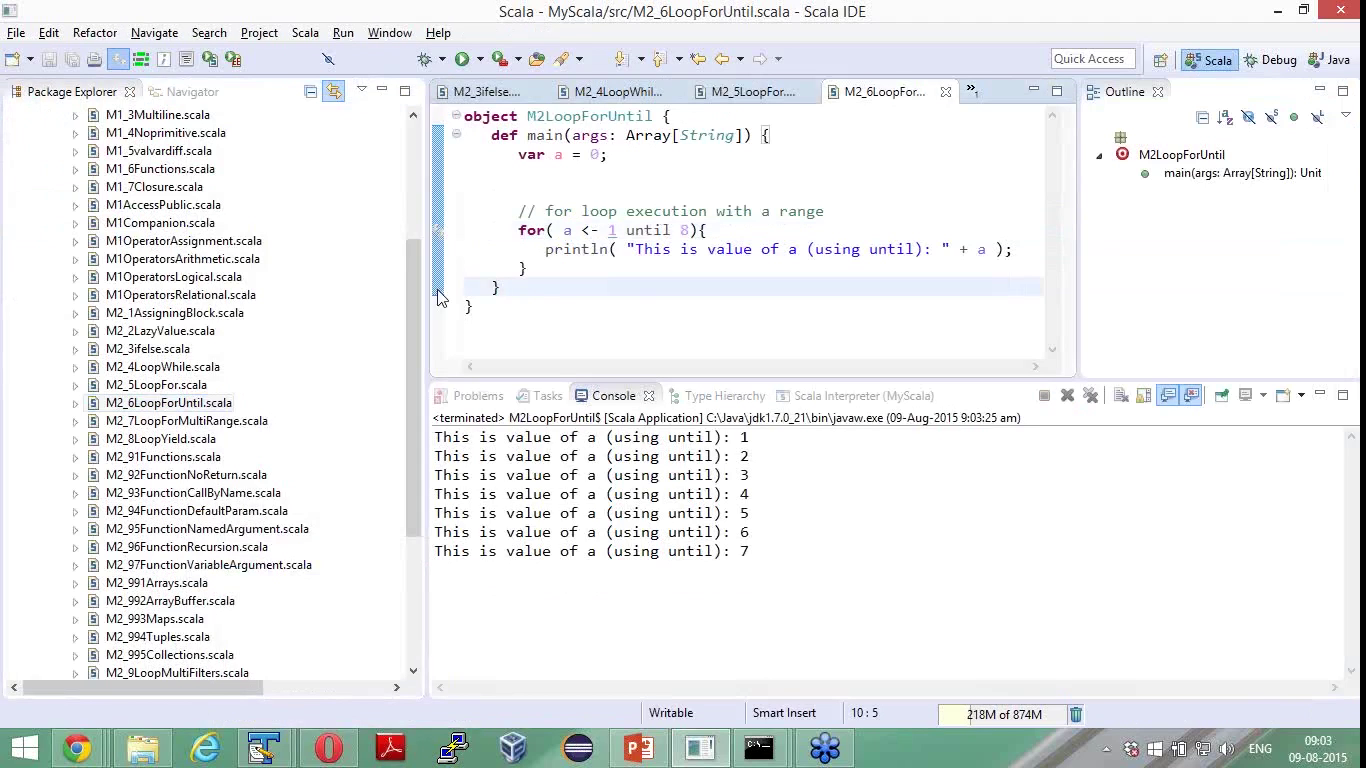 Scala - MyScala/src/M2_6LoopForUntil.scala - Scala IDE
File Edit Refactor Navigate Search Project Scala Run Window Help
Quick Access
Scala Debug Java
Package Explorer Navigator
M1_3Multiline.scala
M1_4Noprimitive.scala
M1_5valvardiff.scala
M1_6Functions.scala
M1_7Closure.scala
M1AccessPublic.scala
M1Companion.scala
M1OperatorAssignment.scala
M1OperatorsArithmetic.scala
M1OperatorsLogical.scala
M1OperatorsRelational.scala
M2_1AssigningBlock.scala
M2_2LazyValue.scala
M2_3ifelse.scala
M2_4LoopWhile.scala
M2_5LoopFor.scala
M2_6LoopForUntil.scala
M2_7LoopForMultiRange.scala
M2_8LoopYield.scala
M2_91Functions.scala
M2_92FunctionNoReturn.scala
M2_93FunctionCallByName.scala
M2_94FunctionDefaultParam.scala
M2_95FunctionNamedArgument.scala
M2_96FunctionRecursion.scala
M2_97FunctionVariableArgument.scala
M2_991Arrays.scala
M2_992ArrayBuffer.scala
M2_993Maps.scala
M2_994Tuples.scala
M2_995Collections.scala
M2_9LoopMultiFilters.scala
M2_3ifelse.... M2_4LoopWhil... M2_5LoopFor.... M2_6LoopFor... »1
object M2LoopForUntil {
def main(args: Array[String]) {
var a = 0;
// for loop execution with a range
for( a <- 1 until 8){
println( "This is value of a (using until): " + a );
}
}
}
Outline
M2LoopForUntil
main(args: Array[String]): Unit
Problems Tasks Console Type Hierarchy Scala Interpreter (MyScala)
<terminated> M2LoopForUntil$ [Scala Application] C:\Java\jdk1.7.0_21\bin\javaw.exe (09-Aug-2015 9:03:25 am)
This is value of a (using until): 1
This is value of a (using until): 2
This is value of a (using until): 3
This is value of a (using until): 4
This is value of a (using until): 5
This is value of a (using until): 6
This is value of a (using until): 7
Writable Smart Insert 10 : 5 218M of 874M
ENG
09:03
09-08-2015